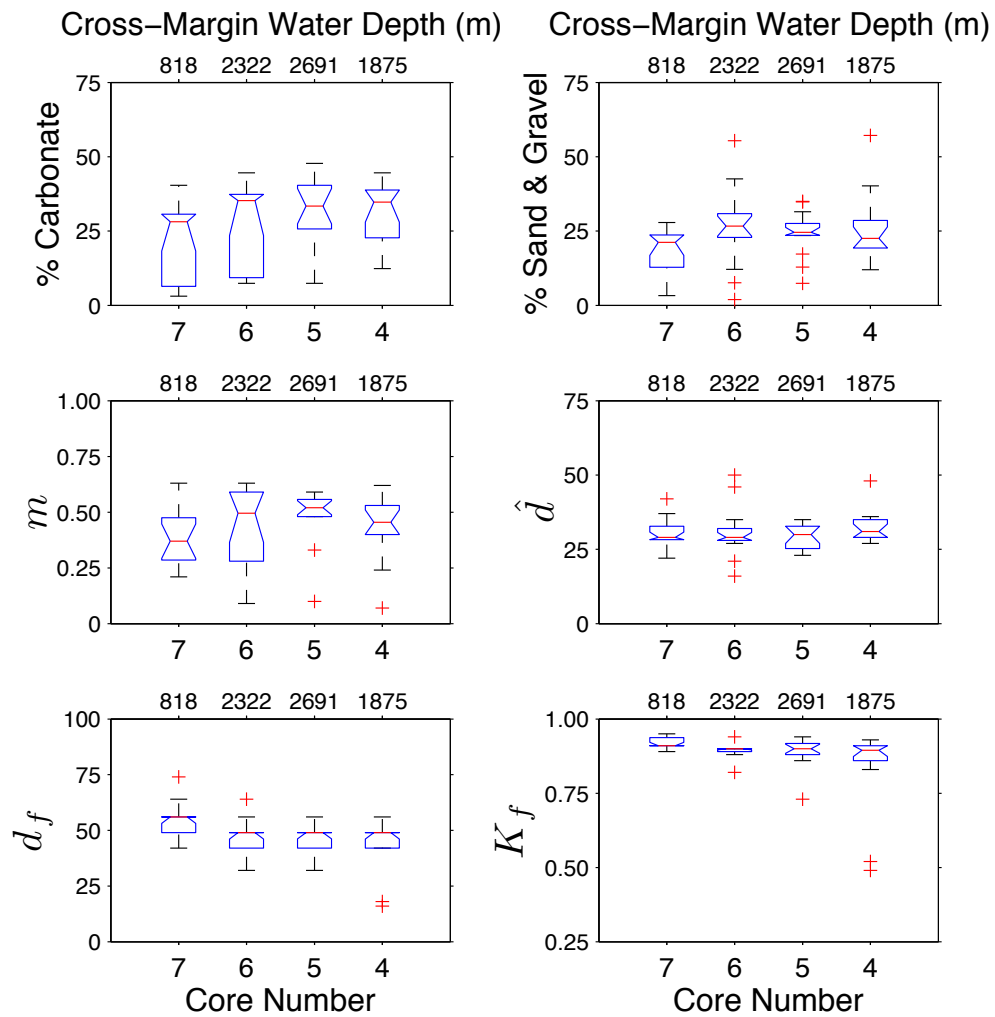 Cross−Margin Water Depth (m)
818 2322 2691 1875
75
50
25
0
% Carbonate
7 6 5 4
Cross−Margin Water Depth (m)
818 2322 2691 1875
75
50
25
0
% Sand & Gravel
7 6 5 4
818 2322 2691 1875
1.00
0.75
0.50
0.25
0
m
7 6 5 4
818 2322 2691 1875
75
50
25
0
d̂
7 6 5 4
818 2322 2691 1875
100
75
50
25
0
d_f
7 6 5 4
Core Number
818 2322 2691 1875
1.00
0.75
0.50
0.25
K_f
7 6 5 4
Core Number